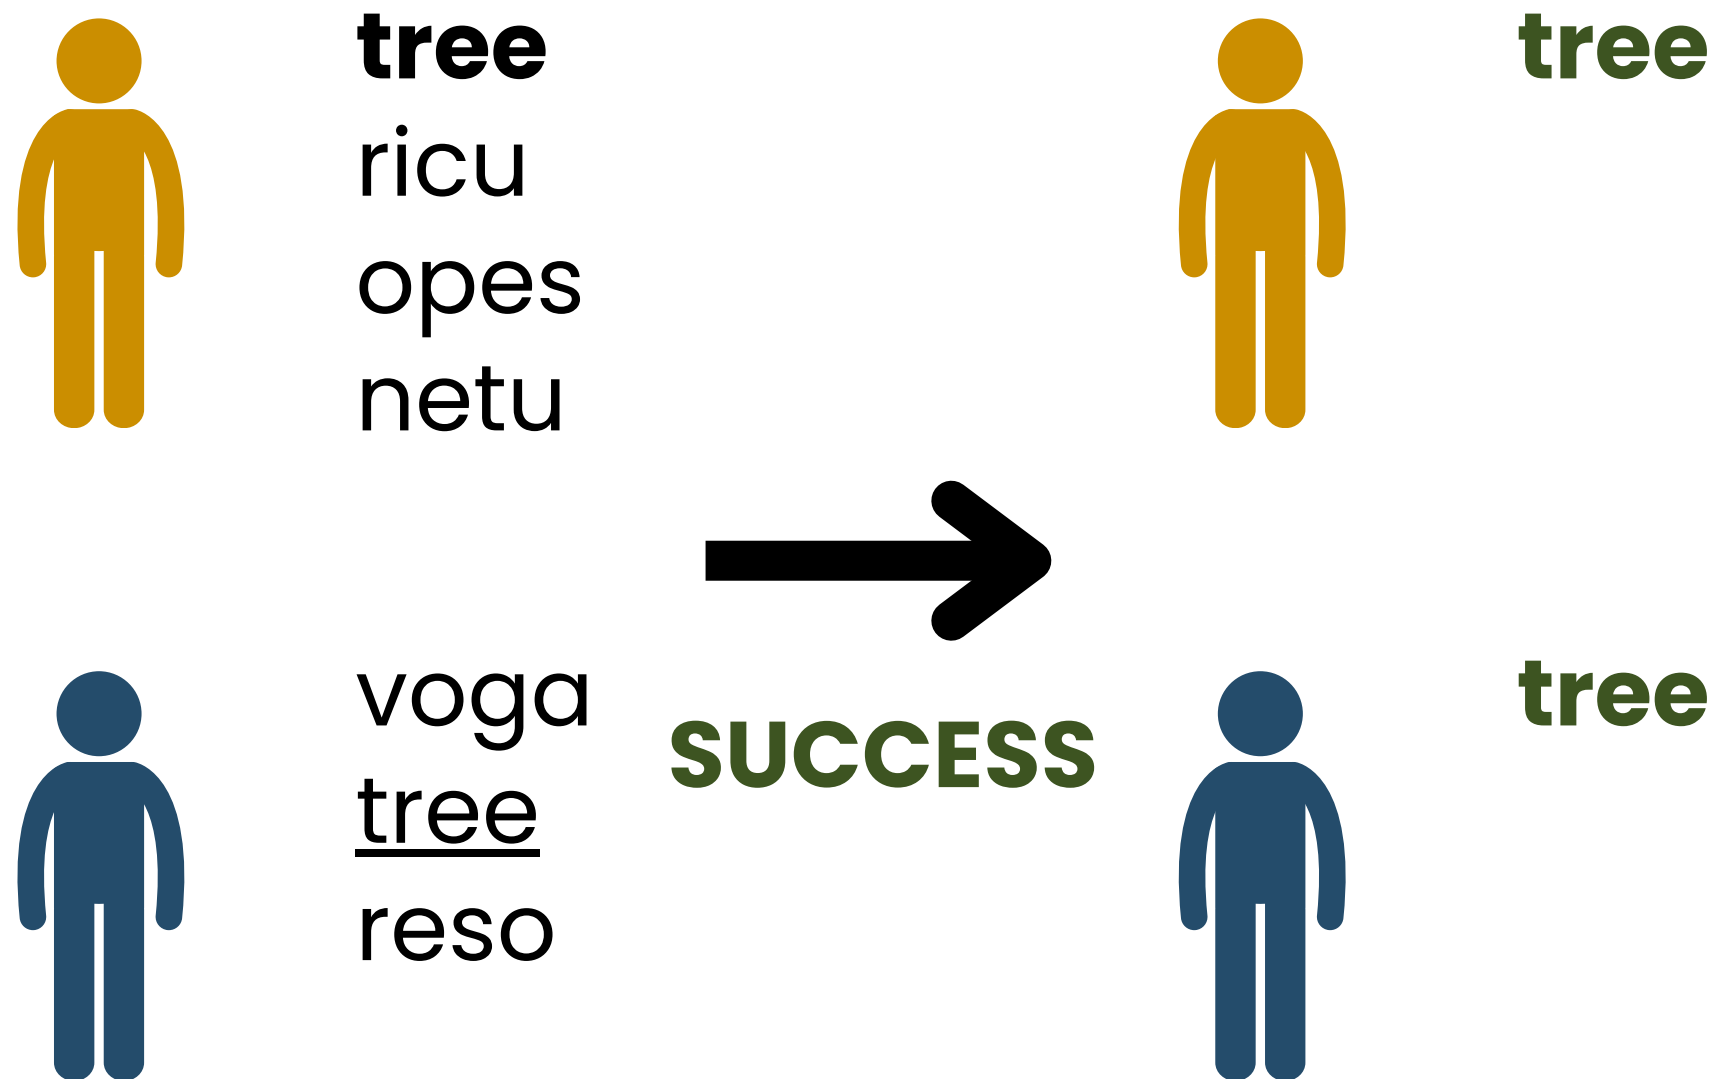 tree
ricu
opes
netu
voga
tree
reso
SUCCESS
tree
tree